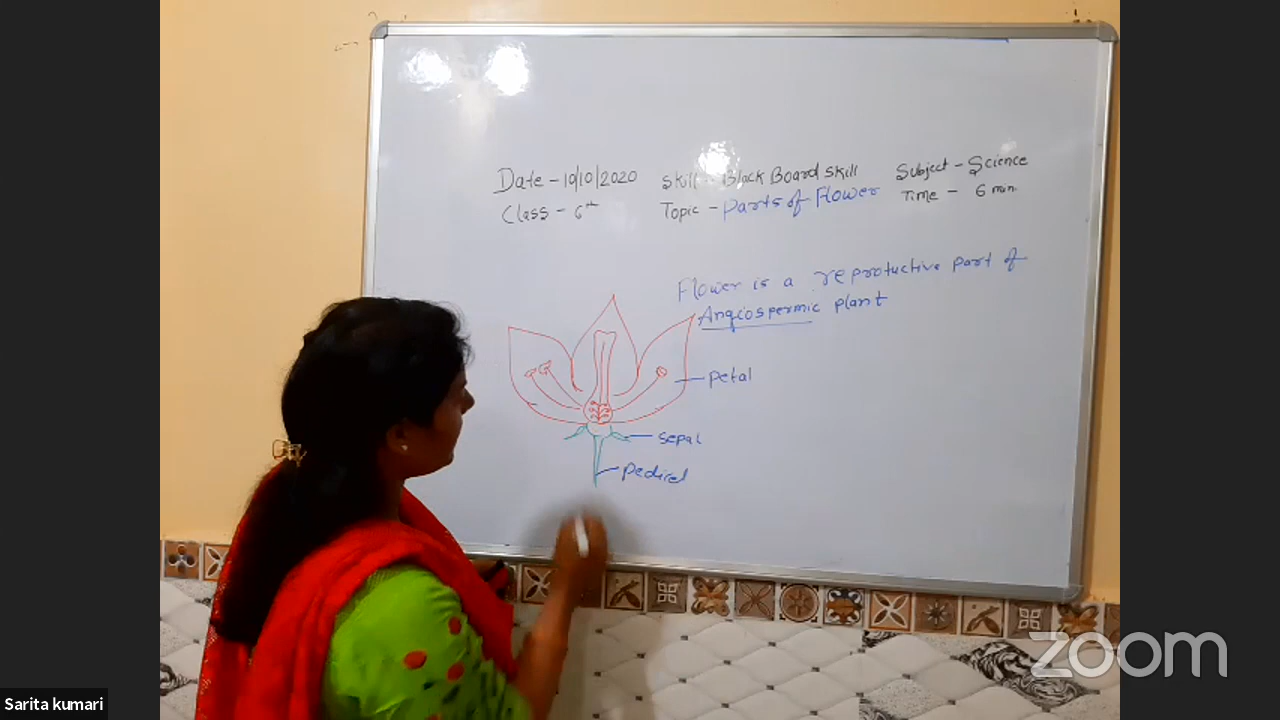 Date - 10/10/2020 Skill - Black Board Skill Subject - Science
Class - 6th Topic - Parts of Flower Time - 6 min.
Flower is a reproductive part of
Angiospermic plant
Petal
Sepal
Pedicel
zoom
Sarita kumari